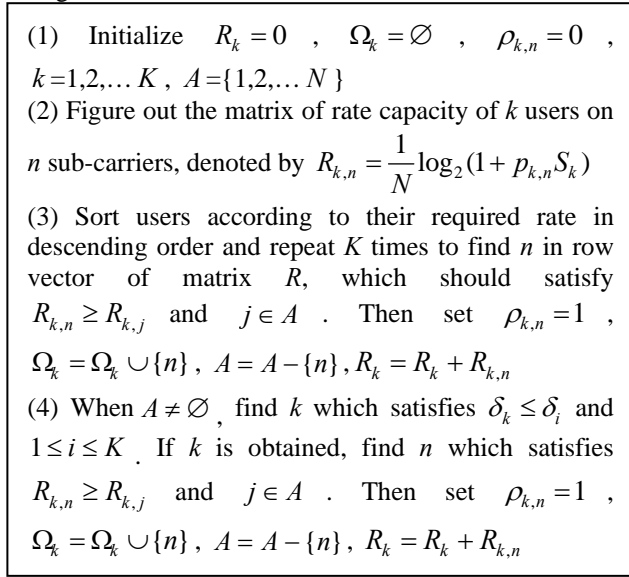 (1) Initialize R_k = 0 , Ω_k = ∅ , ρ_{k,n} = 0 ,
k = 1,2,… K , A = {1,2,… N }
(2) Figure out the matrix of rate capacity of k users on
n sub-carriers, denoted by R_{k,n} = \frac{1}{N} log_2(1 + p_{k,n} S_k)
(3) Sort users according to their required rate in
descending order and repeat K times to find n in row
vector of matrix R, which should satisfy
R_{k,n} ≥ R_{k,j} and j ∈ A . Then set ρ_{k,n} = 1 ,
Ω_k = Ω_k ∪ {n} , A = A − {n} , R_k = R_k + R_{k,n}
(4) When A ≠ ∅ , find k which satisfies δ_k ≤ δ_i and
1 ≤ i ≤ K . If k is obtained, find n which satisfies
R_{k,n} ≥ R_{k,j} and j ∈ A . Then set ρ_{k,n} = 1 ,
Ω_k = Ω_k ∪ {n} , A = A − {n} , R_k = R_k + R_{k,n}